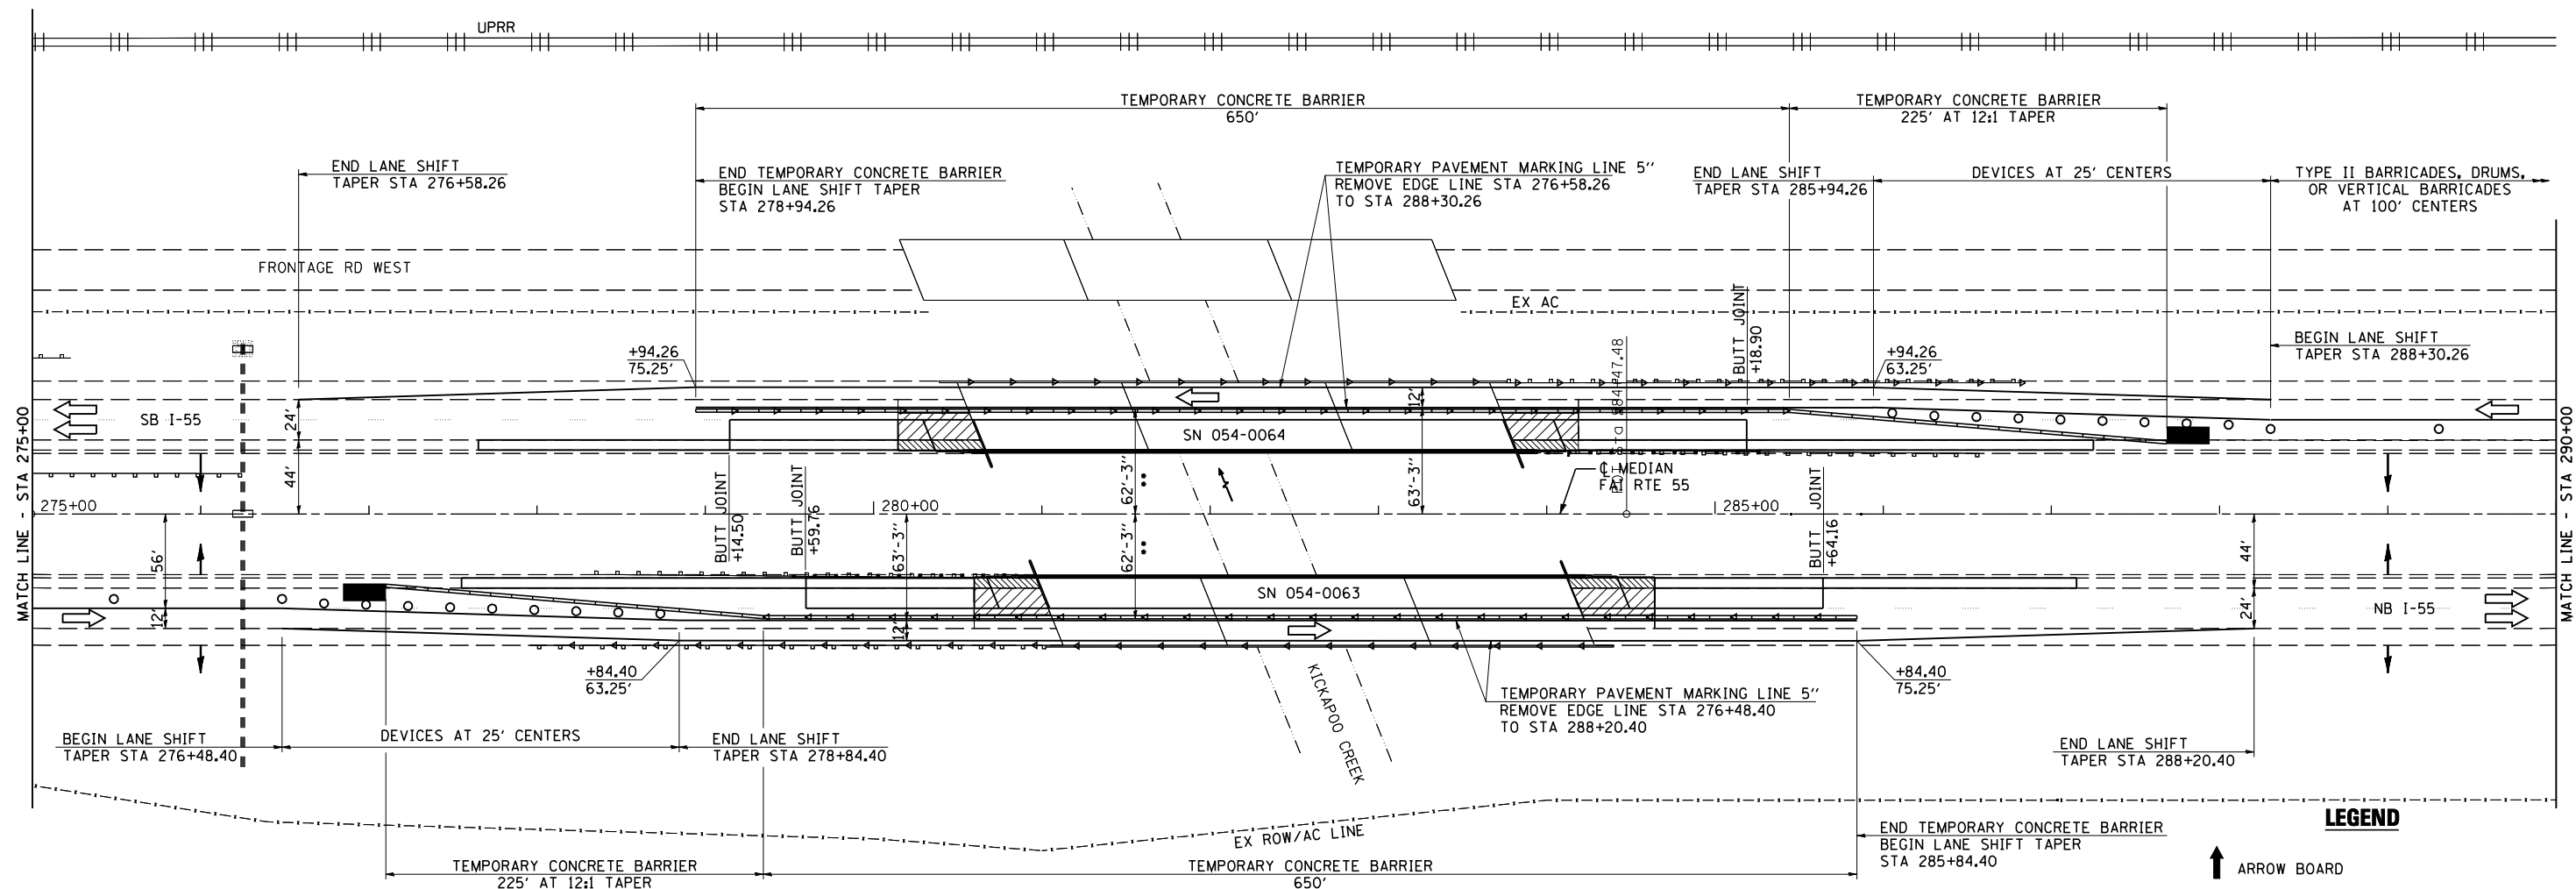 UPRR
TEMPORARY CONCRETE BARRIER
650'
TEMPORARY CONCRETE BARRIER
225' AT 12:1 TAPER
END LANE SHIFT
TAPER STA 276+58.26
END TEMPORARY CONCRETE BARRIER
BEGIN LANE SHIFT TAPER
STA 278+94.26
TEMPORARY PAVEMENT MARKING LINE 5"
REMOVE EDGE LINE STA 276+58.26
TO STA 288+30.26
END LANE SHIFT
TAPER STA 285+94.26
DEVICES AT 25' CENTERS
TYPE II BARRICADES, DRUMS,
OR VERTICAL BARRICADES
AT 100' CENTERS
FRONTAGE RD WEST
EX AC
BEGIN LANE SHIFT
TAPER STA 288+30.26
+94.26
75.25'
BUTT JOINT
+18.90
+94.26
63.25'
MATCH LINE - STA 275+00
SB I-55
24'
44'
SN 054-0064
12'
62'-3"
63'-3"
N
℄ MEDIAN
FAI RTE 55
MATCH LINE - STA 290+00
275+00
280+00
285+00
BUTT JOINT
+14.50
BUTT JOINT
+59.76
63'-3"
62'-3"
BUTT JOINT
+64.16
56'
12'
44'
24'
SN 054-0063
12'
NB I-55
+84.40
63.25'
KICKAPOO CREEK
+84.40
75.25'
TEMPORARY PAVEMENT MARKING LINE 5"
REMOVE EDGE LINE STA 276+48.40
TO STA 288+20.40
BEGIN LANE SHIFT
TAPER STA 276+48.40
DEVICES AT 25' CENTERS
END LANE SHIFT
TAPER STA 278+84.40
END LANE SHIFT
TAPER STA 288+20.40
EX ROW/AC LINE
LEGEND
END TEMPORARY CONCRETE BARRIER
BEGIN LANE SHIFT TAPER
STA 285+84.40
ARROW BOARD
TEMPORARY CONCRETE BARRIER
225' AT 12:1 TAPER
TEMPORARY CONCRETE BARRIER
650'